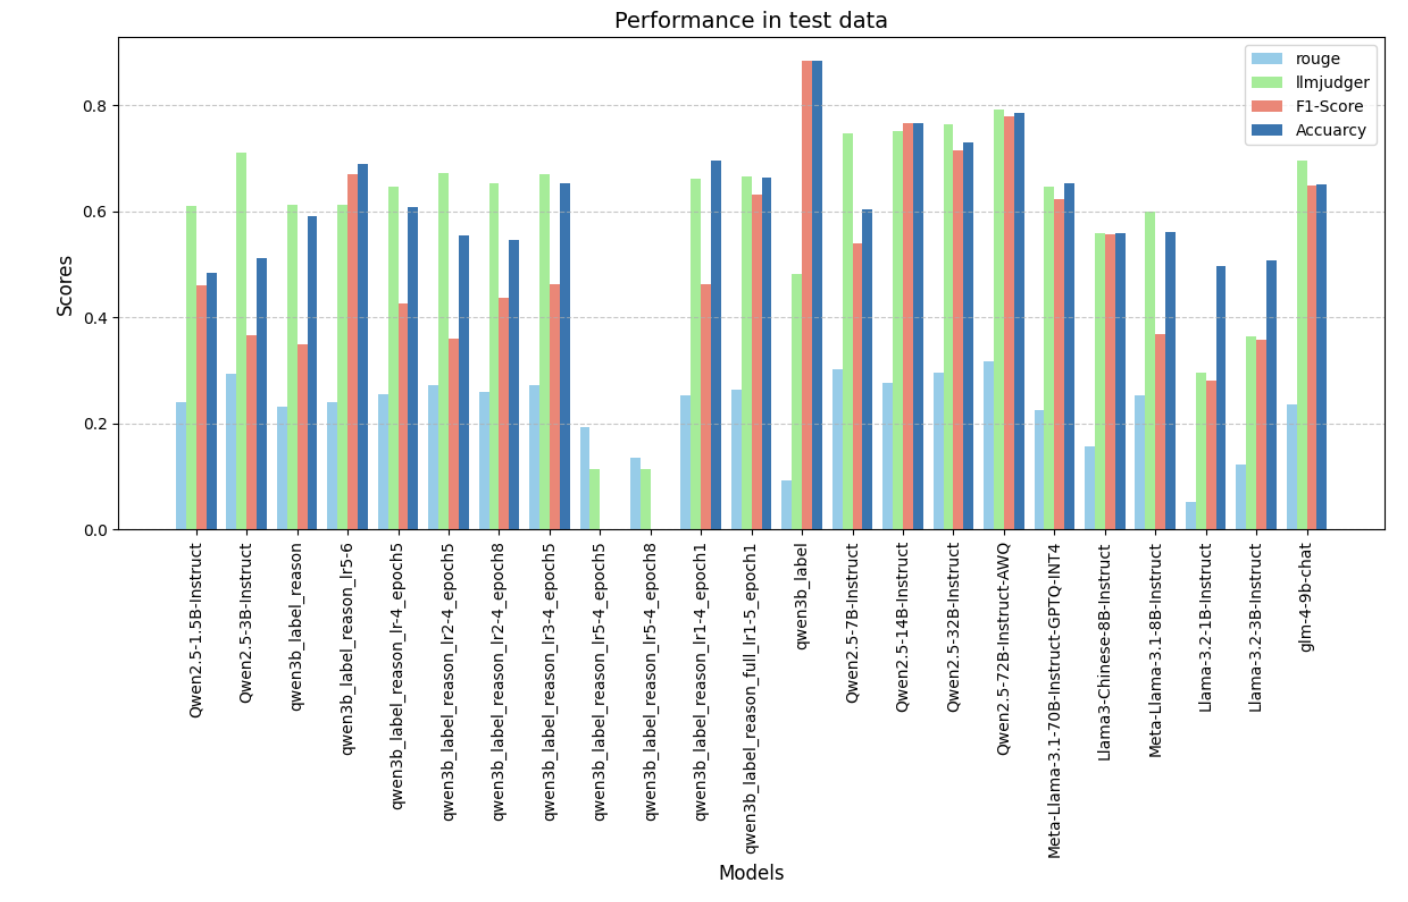 Performance in test data
rouge
llmjudger
F1-Score
Accuarcy
Scores
0.8
0.6
0.4
0.2
0.0
Qwen2.5-1.5B-Instruct
Qwen2.5-3B-Instruct
qwen3b_label_reason
qwen3b_label_reason_lr5-6
qwen3b_label_reason_lr-4_epoch5
qwen3b_label_reason_lr2-4_epoch5
qwen3b_label_reason_lr2-4_epoch8
qwen3b_label_reason_lr3-4_epoch5
qwen3b_label_reason_lr5-4_epoch5
qwen3b_label_reason_lr5-4_epoch8
qwen3b_label_reason_lr1-4_epoch1
qwen3b_label_reason_full_lr1-5_epoch1
qwen3b_label
Qwen2.5-7B-Instruct
Qwen2.5-14B-Instruct
Qwen2.5-32B-Instruct
Qwen2.5-72B-Instruct-AWQ
Meta-Llama-3.1-70B-Instruct-GPTQ-INT4
Llama3-Chinese-8B-Instruct
Meta-Llama-3.1-8B-Instruct
Llama-3.2-1B-Instruct
Llama-3.2-3B-Instruct
glm-4-9b-chat
Models